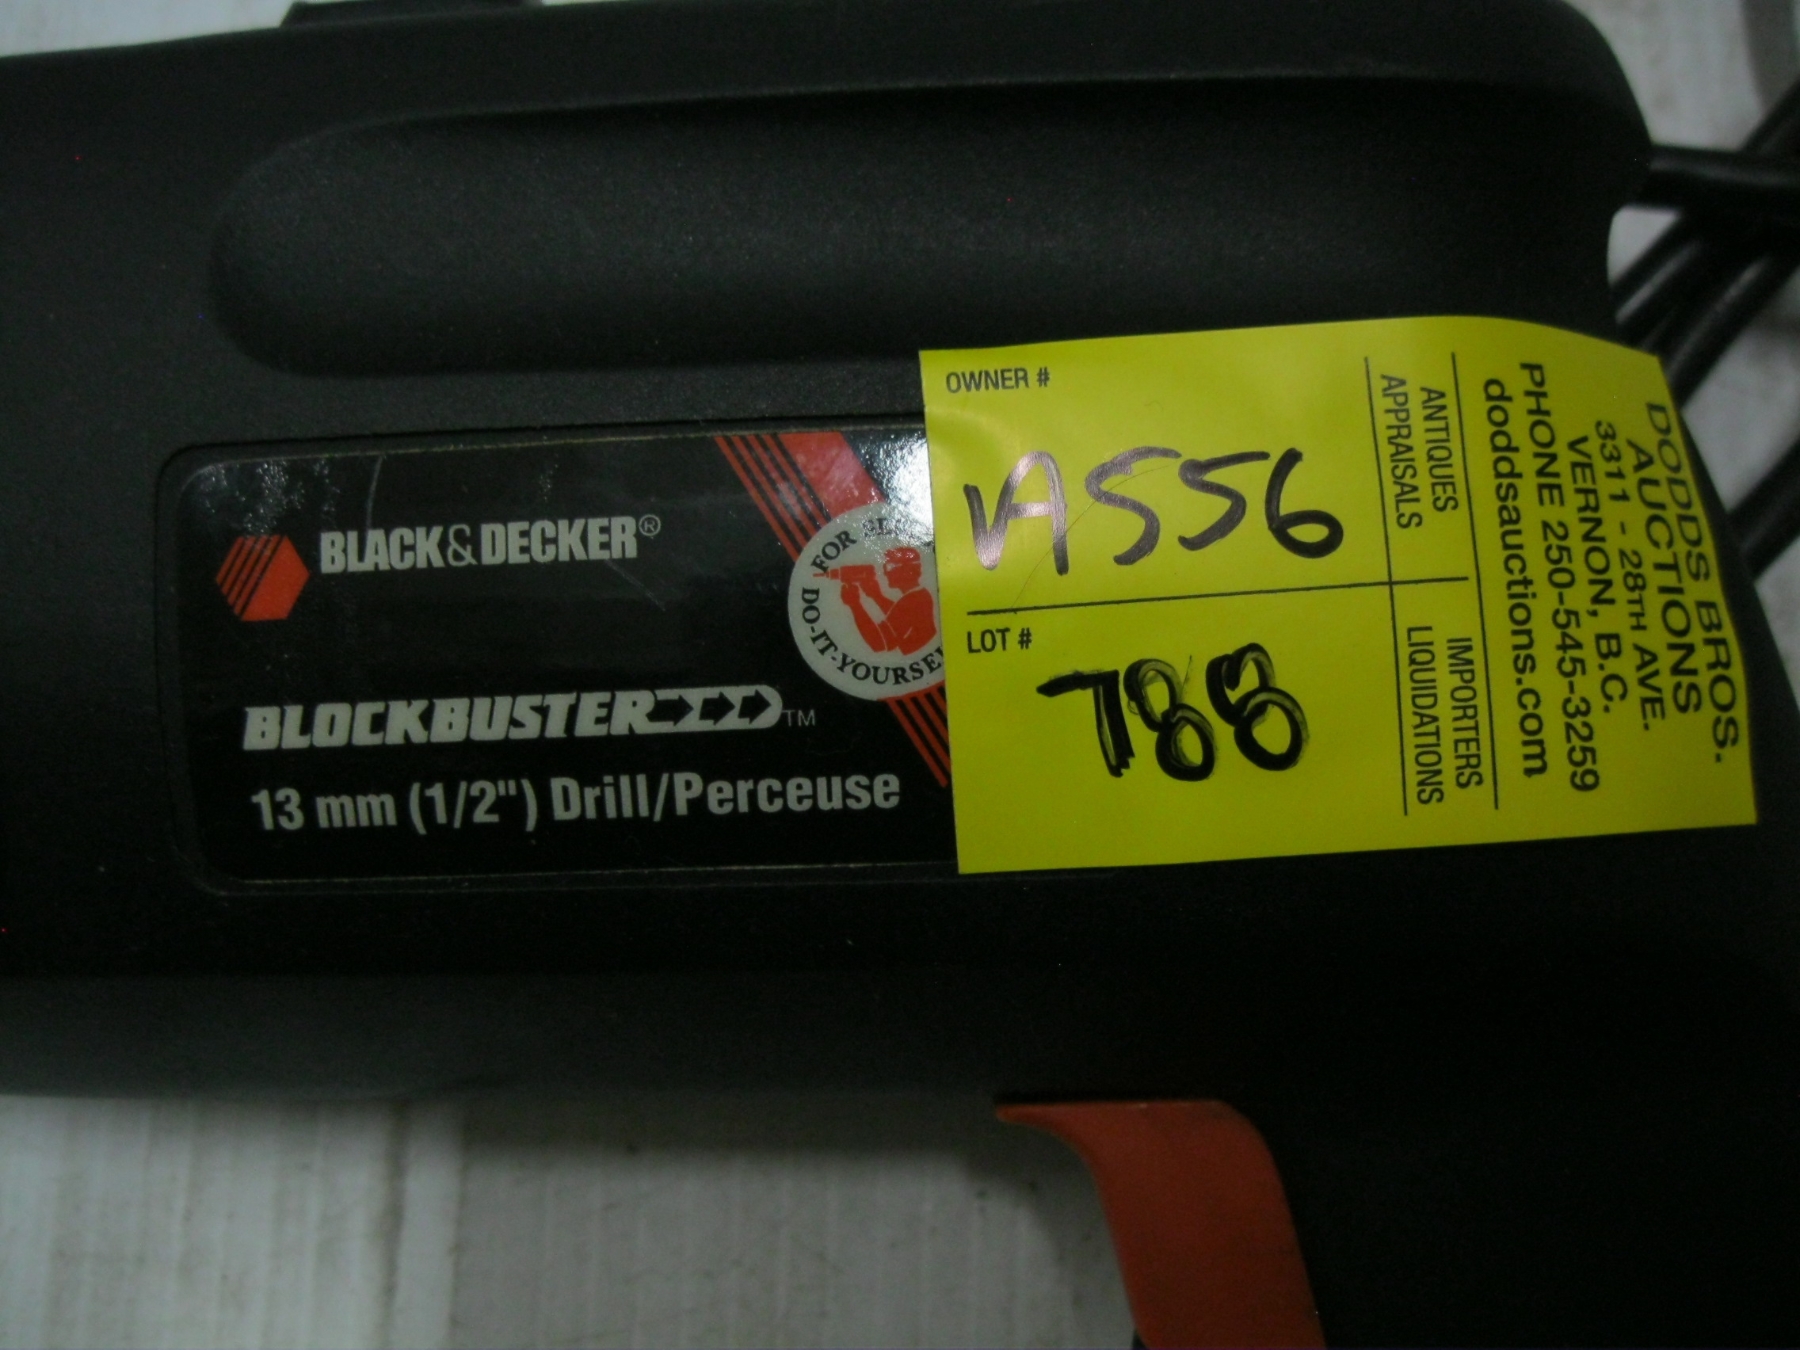 BLACK & DECKER®
BLOCKBUSTER™
13 mm (1/2") Drill/Perceuse
FOR
DO-IT-YOURSE
OWNER #
VA556
LOT #
788
ANTIQUES
APPRAISALS
IMPORTERS
LIQUIDATIONS
DODDS BROS.
AUCTIONS
3311 - 28TH AVE.
VERNON, B.C.
PHONE 250-545-3259
doddsauctions.com